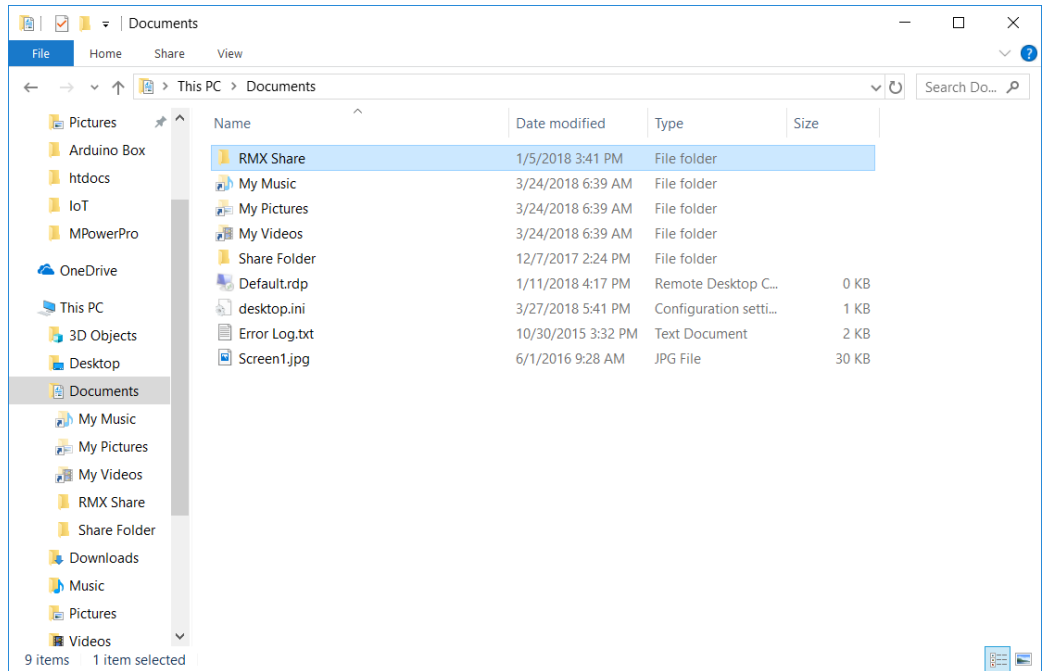 Documents
File Home Share View
This PC > Documents
Search Do...
Name Date modified Type Size
Pictures
Arduino Box
htdocs
IoT
MPowerPro
OneDrive
This PC
3D Objects
Desktop
Documents
My Music
My Pictures
My Videos
RMX Share
Share Folder
Downloads
Music
Pictures
Videos
RMX Share 1/5/2018 3:41 PM File folder
My Music 3/24/2018 6:39 AM File folder
My Pictures 3/24/2018 6:39 AM File folder
My Videos 3/24/2018 6:39 AM File folder
Share Folder 12/7/2017 2:24 PM File folder
Default.rdp 1/11/2018 4:17 PM Remote Desktop C... 0 KB
desktop.ini 3/27/2018 5:41 PM Configuration setti... 1 KB
Error Log.txt 10/30/2015 3:32 PM Text Document 2 KB
Screen1.jpg 6/1/2016 9:28 AM JPG File 30 KB
9 items 1 item selected